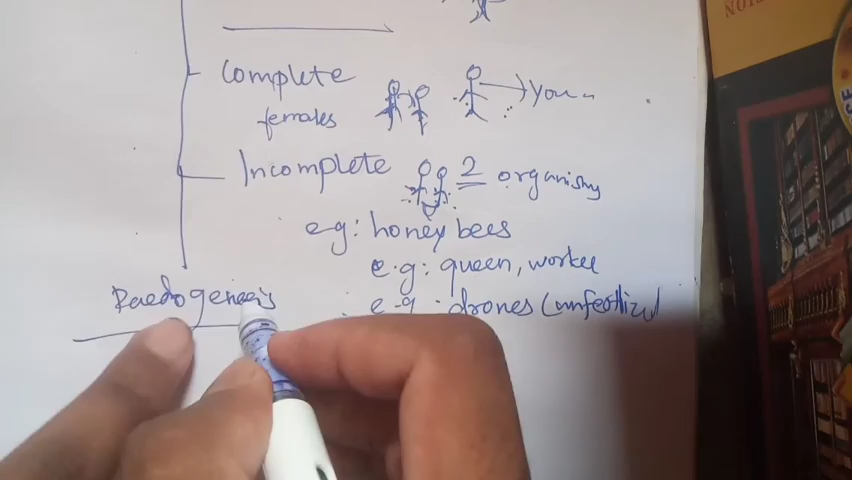 Complete
females
You
Incomplete 2 organisms
e-g: honey bees
e.g: queen, worker
e-g: drones (unfertilized
Paedogenesis